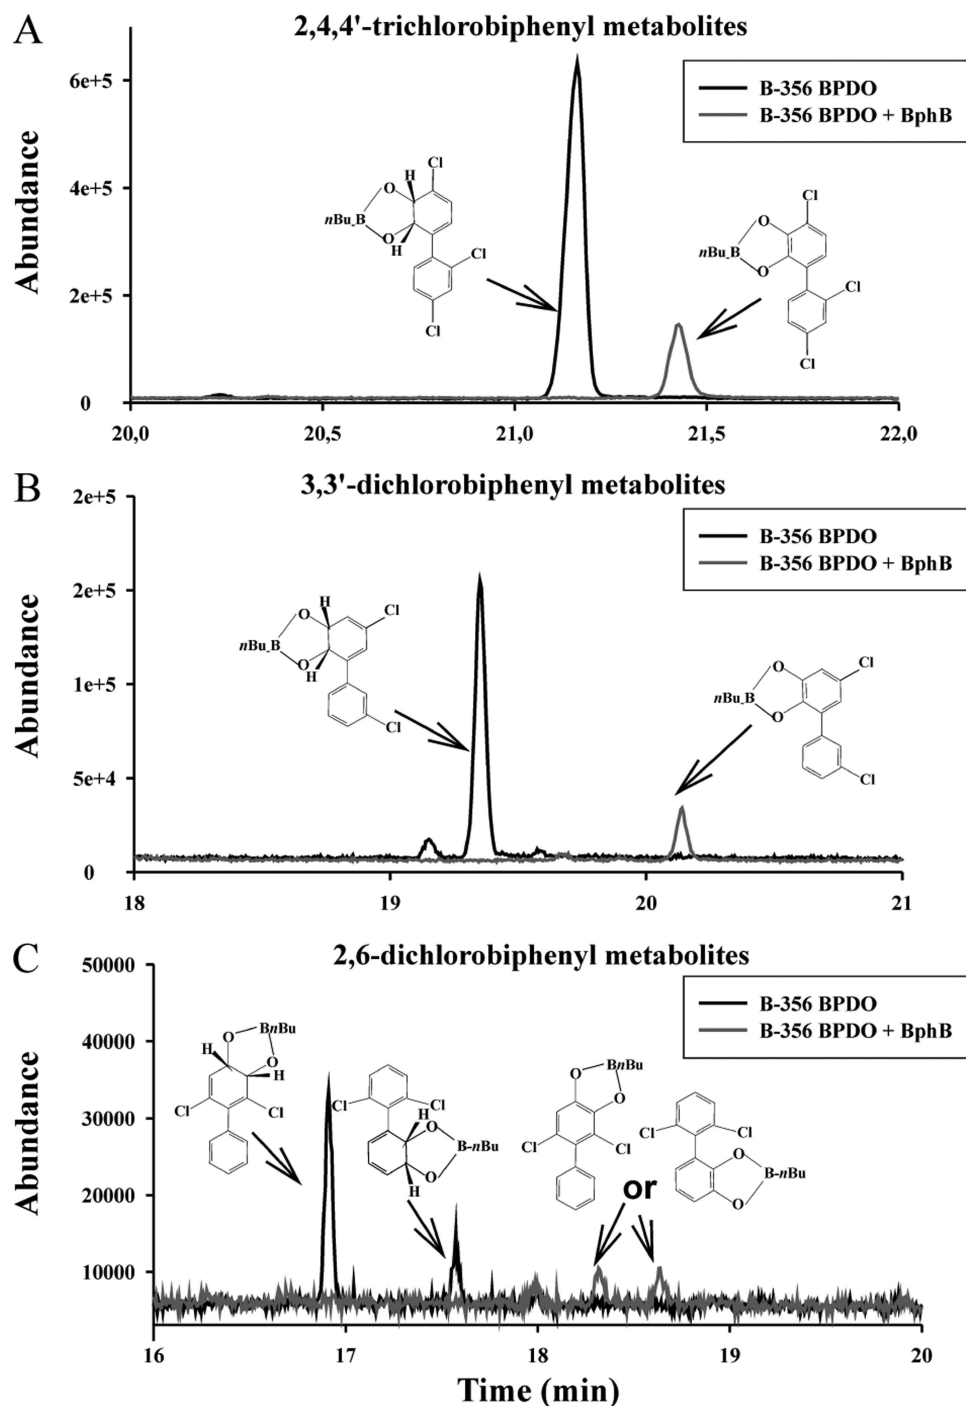 A
2,4,4'-trichlorobiphenyl metabolites
B-356 BPDO
B-356 BPDO + BphB
Abundance
6e+5
4e+5
2e+5
0
nBu-B
O
O
H
H
Cl
Cl
Cl
nBu-B
O
O
Cl
Cl
Cl
20,0 20,5 21,0 21,5 22,0
B
3,3'-dichlorobiphenyl metabolites
B-356 BPDO
B-356 BPDO + BphB
Abundance
2e+5
2e+5
1e+5
5e+4
0
nBu-B
O
O
H
H
Cl
Cl
nBu-B
O
O
Cl
Cl
18 19 20 21
C
2,6-dichlorobiphenyl metabolites
B-356 BPDO
B-356 BPDO + BphB
Abundance
50000
40000
30000
20000
10000
O BnBu
H O
H
Cl Cl
Cl Cl
H
O
B-nBu
O
H
BnBu
O
O
Cl Cl
or
Cl Cl
O
B-nBu
O
16 17 18 19 20
Time (min)